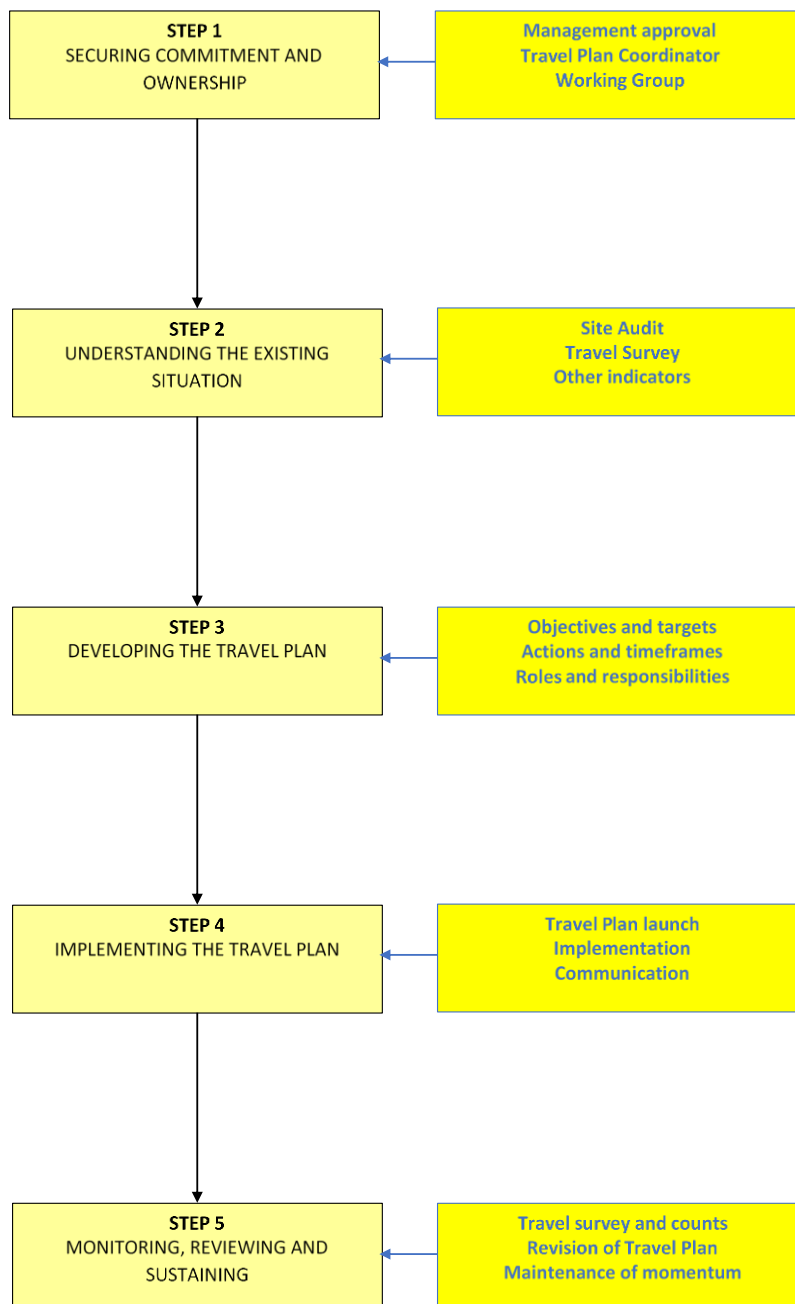 STEP 1
SECURING COMMITMENT AND
OWNERSHIP
Management approval
Travel Plan Coordinator
Working Group
STEP 2
UNDERSTANDING THE EXISTING
SITUATION
Site Audit
Travel Survey
Other indicators
STEP 3
DEVELOPING THE TRAVEL PLAN
Objectives and targets
Actions and timeframes
Roles and responsibilities
STEP 4
IMPLEMENTING THE TRAVEL PLAN
Travel Plan launch
Implementation
Communication
STEP 5
MONITORING, REVIEWING AND
SUSTAINING
Travel survey and counts
Revision of Travel Plan
Maintenance of momentum